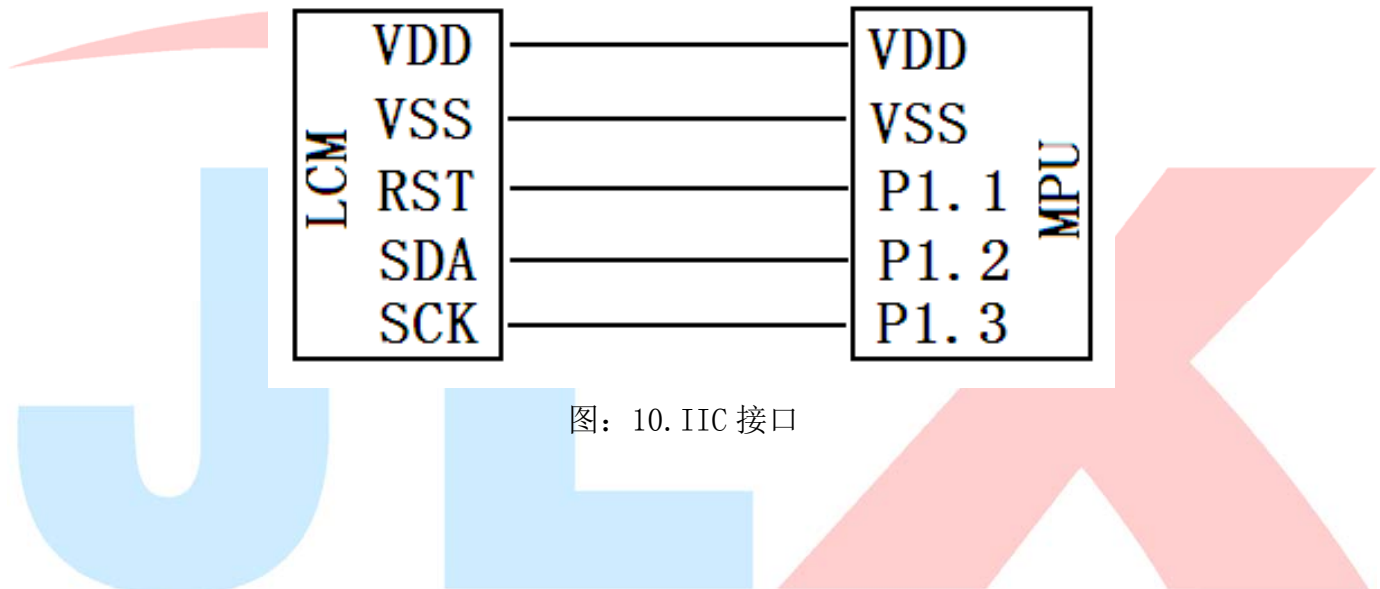 VDD VDD
VSS VSS
LCM RST P1.1 MPU
SDA P1.2
SCK P1.3
图：10.IIC 接口
JLX